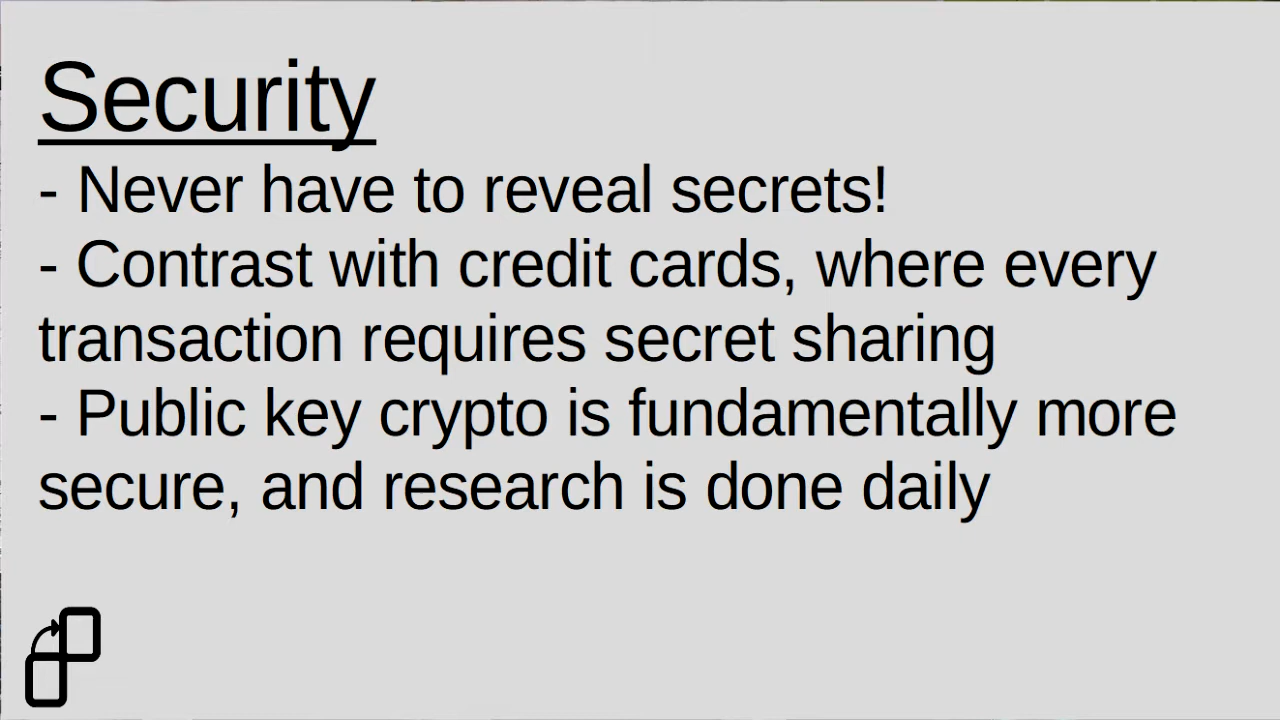 Security
- Never have to reveal secrets!
- Contrast with credit cards, where every
transaction requires secret sharing
- Public key crypto is fundamentally more
secure, and research is done daily